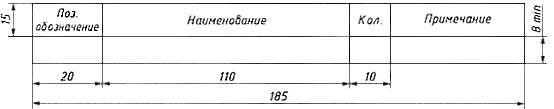 15
Поз.
обозначение
Наименование
Кол.
Примечание
8 min
20
110
10
185